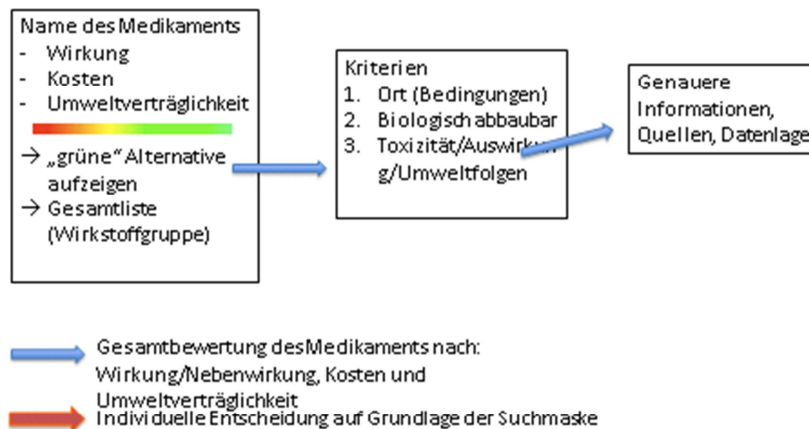 Name des Medikaments
- Wirkung
- Kosten
- Umweltverträglichkeit
→ „grüne“ Alternative
aufzeigen
→ Gesamtliste
(Wirkstoffgruppe)
Kriterien
1. Ort (Bedingungen)
2. Biologisch abbaubar
3. Toxizität/Auswirkun
g/Umweltfolgen
Genauere
Informationen,
Quellen, Datenlage
Gesamtbewertung des Medikaments nach:
Wirkung/Nebenwirkung, Kosten und
Umweltverträglichkeit
Individuelle Entscheidung auf Grundlage der Suchmaske